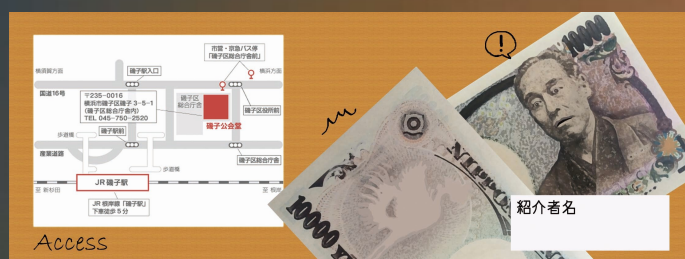 市営・京急バス停
「磯子区総合庁舎前」
横須賀方面
磯子駅入口
横浜方面
国道16号
〒235-0016
横浜市磯子区磯子 3-5-1
(磯子区総合庁舎内)
TEL 045-750-2520
磯子区
総合庁舎
磯子区役所前
磯子公会堂
歩道橋
磯子駅前
産業道路
磯子区総合庁舎
歩道橋
JR 磯子駅
至 新杉田
至 根岸
JR 根岸線「磯子駅」
下車徒歩 5 分
Access
10000
NIPPON
10000 YEN
紹介者名